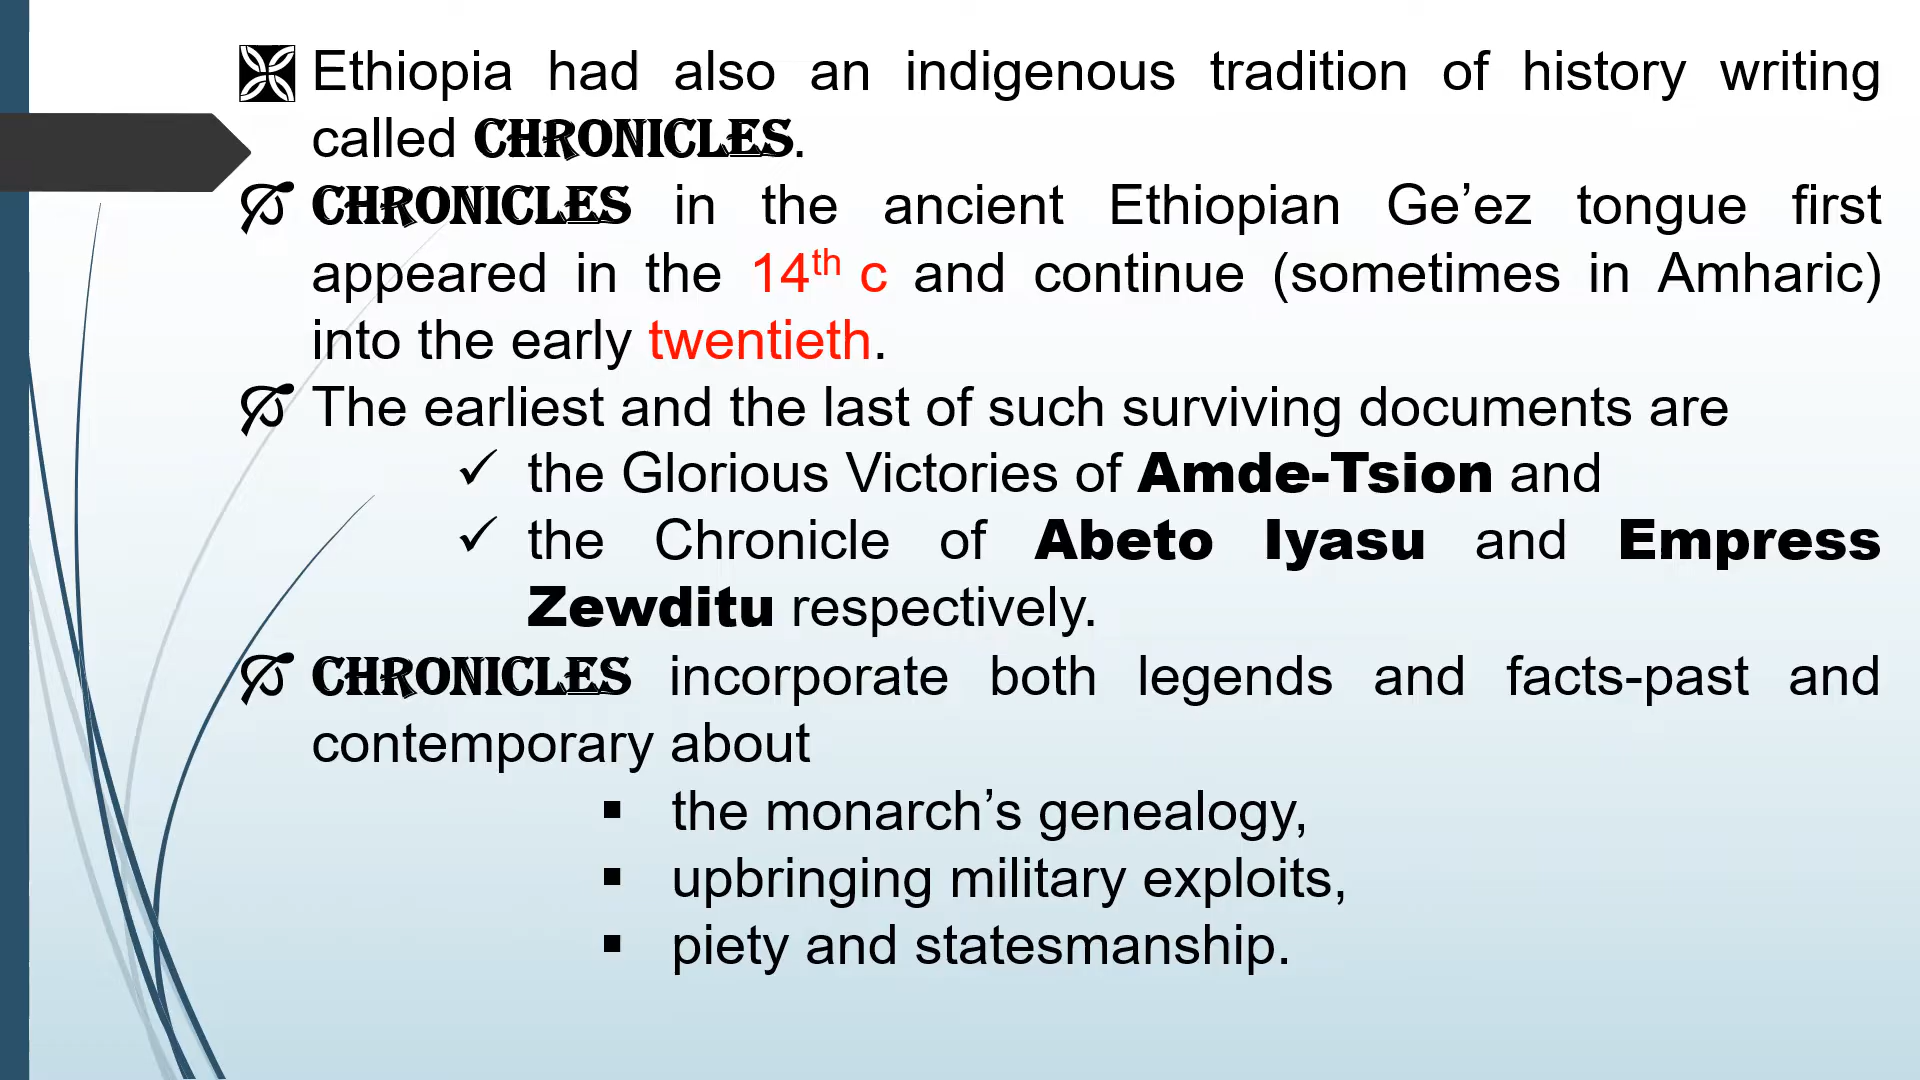 Ethiopia had also an indigenous tradition of history writing
called CHRONICLES.
CHRONICLES in the ancient Ethiopian Ge’ez tongue first
appeared in the 14th c and continue (sometimes in Amharic)
into the early twentieth.
The earliest and the last of such surviving documents are
✓ the Glorious Victories of Amde-Tsion and
✓ the Chronicle of Abeto Iyasu and Empress
Zewditu respectively.
CHRONICLES incorporate both legends and facts-past and
contemporary about
▪ the monarch’s genealogy,
▪ upbringing military exploits,
▪ piety and statesmanship.